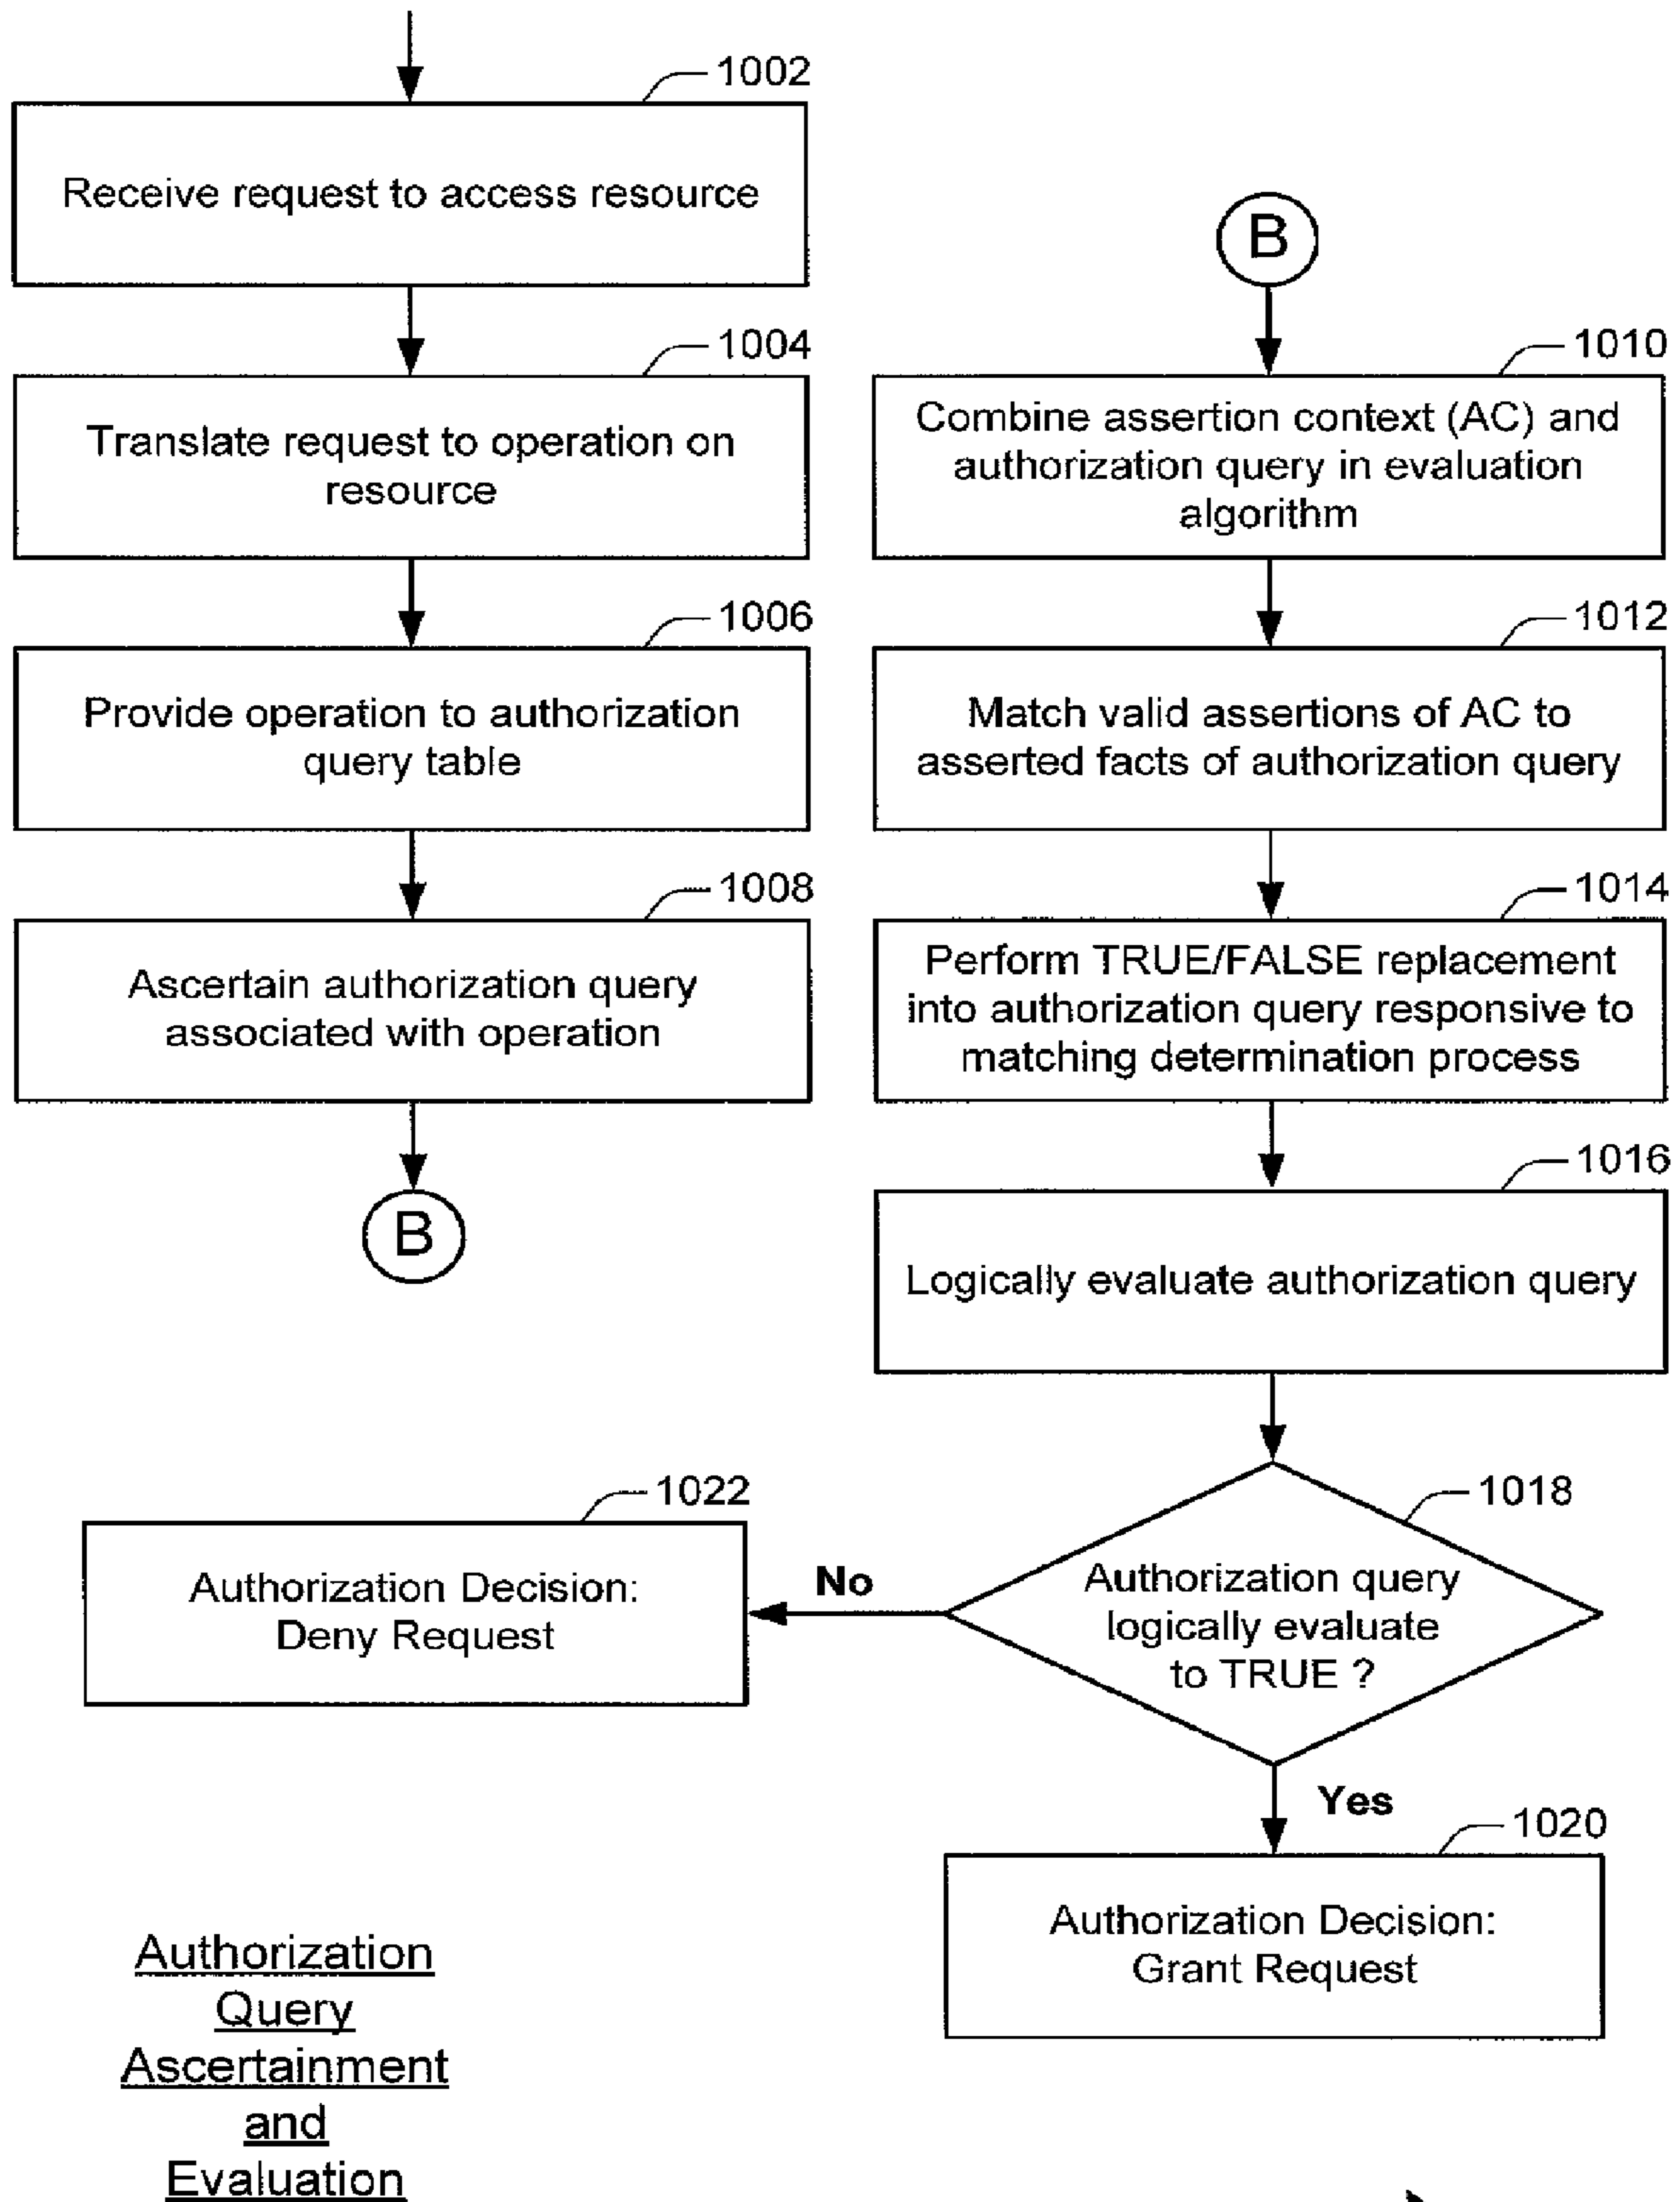 1002
Receive request to access resource
1004
Translate request to operation on
resource
1006
Provide operation to authorization
query table
1008
Ascertain authorization query
associated with operation
B
B
1010
Combine assertion context (AC) and
authorization query in evaluation
algorithm
1012
Match valid assertions of AC to
asserted facts of authorization query
1014
Perform TRUE/FALSE replacement
into authorization query responsive to
matching determination process
1016
Logically evaluate authorization query
1018
Authorization query
logically evaluate
to TRUE ?
No
1022
Authorization Decision:
Deny Request
Yes
1020
Authorization Decision:
Grant Request
Authorization
Query
Ascertainment
and
Evaluation